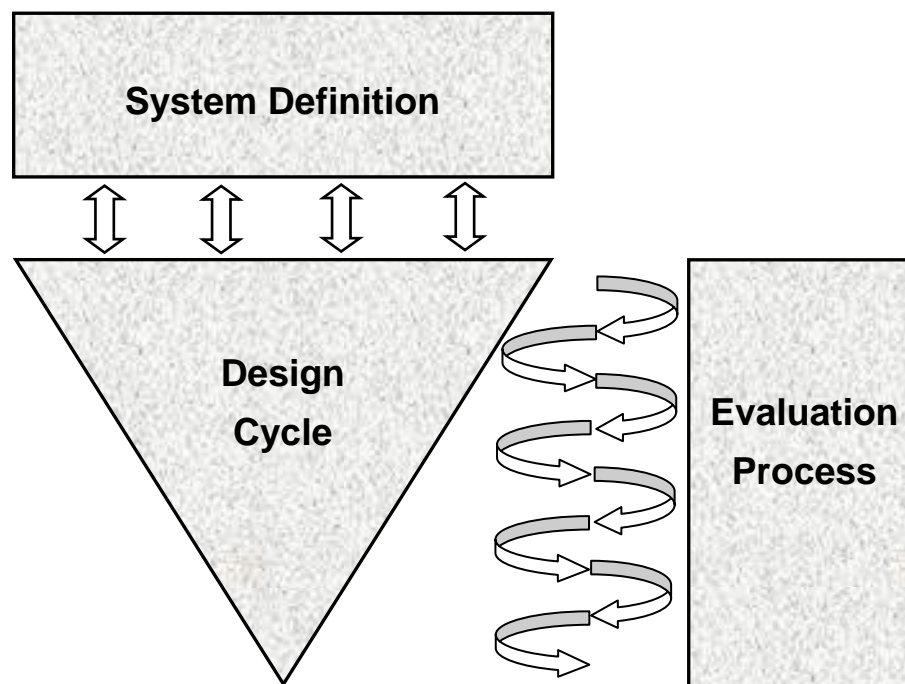 System Definition
Design
Cycle
Evaluation
Process